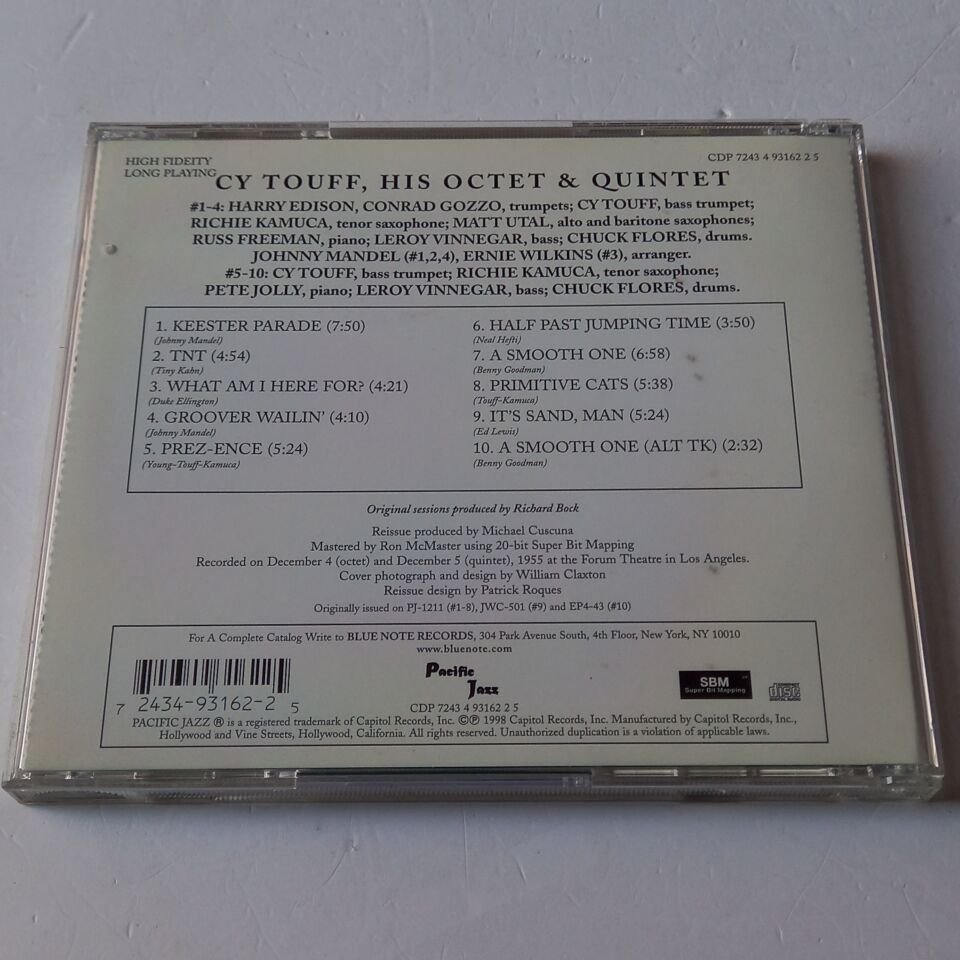 HIGH FIDEITY
LONG PLAYING
CDP 7243 4 93162 2 5
CY TOUFF, HIS OCTET & QUINTET
#1-4: HARRY EDISON, CONRAD GOZZO, trumpets; CY TOUFF, bass trumpet;
RICHIE KAMUCA, tenor saxophone; MATT UTAL, alto and baritone saxophones;
RUSS FREEMAN, piano; LEROY VINNEGAR, bass; CHUCK FLORES, drums.
JOHNNY MANDEL (#1,2,4), ERNIE WILKINS (#3), arranger.
#5-10: CY TOUFF, bass trumpet; RICHIE KAMUCA, tenor saxophone;
PETE JOLLY, piano; LEROY VINNEGAR, bass; CHUCK FLORES, drums.
1. KEESTER PARADE (7:50)
(Johnny Mandel)
2. TNT (4:54)
(Tiny Kahn)
3. WHAT AM I HERE FOR? (4:21)
(Duke Ellington)
4. GROOVER WAILIN' (4:10)
(Johnny Mandel)
5. PREZ-ENCE (5:24)
(Young-Touff-Kamuca)
6. HALF PAST JUMPING TIME (3:50)
(Neal Hefti)
7. A SMOOTH ONE (6:58)
(Benny Goodman)
8. PRIMITIVE CATS (5:38)
(Touff-Kamuca)
9. IT'S SAND, MAN (5:24)
(Ed Lewis)
10. A SMOOTH ONE (ALT TK) (2:32)
(Benny Goodman)
Original sessions produced by Richard Bock
Reissue produced by Michael Cuscuna
Mastered by Ron McMaster using 20-bit Super Bit Mapping
Recorded on December 4 (octet) and December 5 (quintet), 1955 at the Forum Theatre in Los Angeles.
Cover photograph and design by William Claxton
Reissue design by Patrick Roques
Originally issued on PJ-1211 (#1-8), JWC-501 (#9) and EP4-43 (#10)
For A Complete Catalog Write to BLUE NOTE RECORDS, 304 Park Avenue South, 4th Floor, New York, NY 10010
www.bluenote.com
7 2434-93162-2 5
Pacific
Jazz
CDP 7243 4 93162 2 5
SBM
Super Bit Mapping
COMPACT
disc
DIGITAL AUDIO
PACIFIC JAZZ ® is a registered trademark of Capitol Records, Inc. ©℗ 1998 Capitol Records, Inc. Manufactured by Capitol Records, Inc.,
Hollywood and Vine Streets, Hollywood, California. All rights reserved. Unauthorized duplication is a violation of applicable laws.